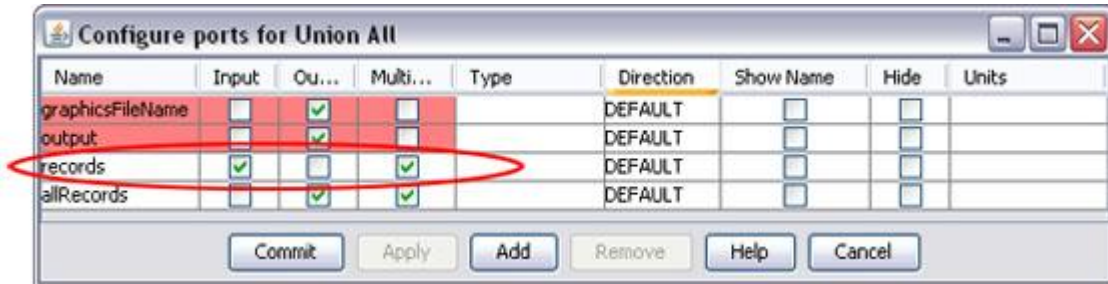 Configure ports for Union All
Name Input Ou... Multi... Type Direction Show Name Hide Units
graphicsFileName DEFAULT
output DEFAULT
records DEFAULT
allRecords DEFAULT
Commit Apply Add Remove Help Cancel